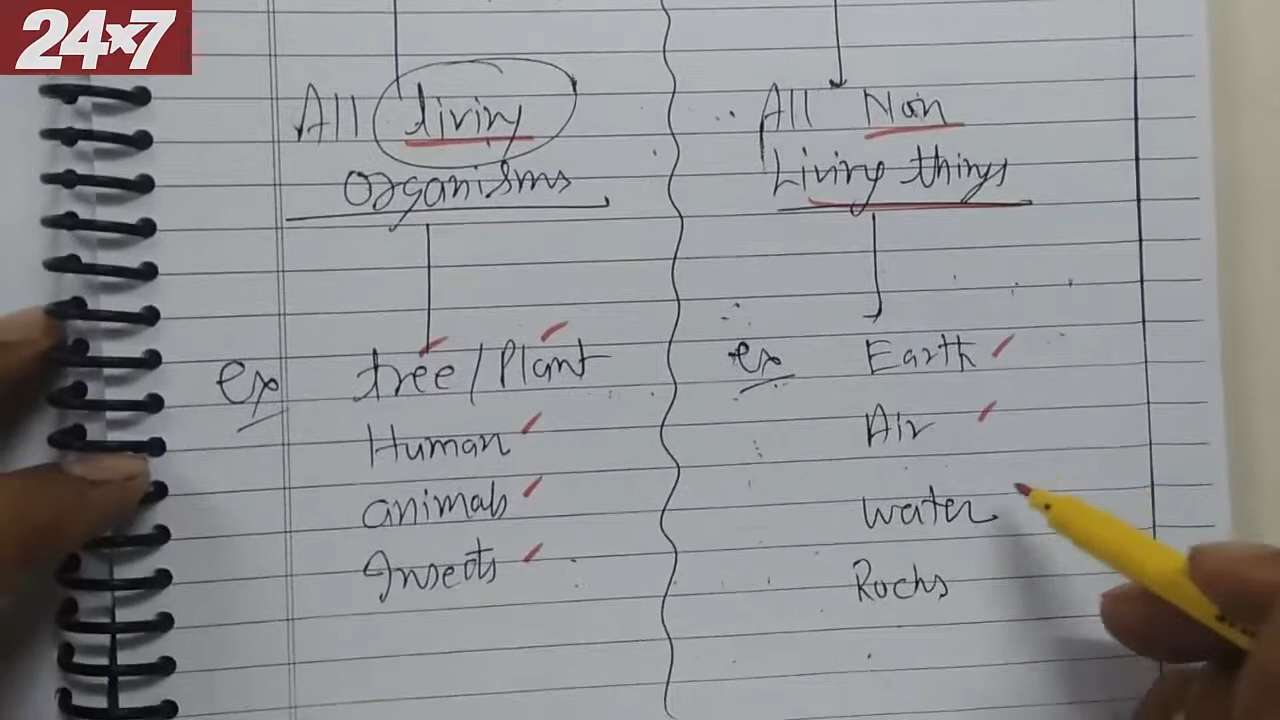 24x7
All living
Organisms
ex tree/Plant
Human
animals
Insects
All Non
Living things
ex Earth
Air
water
Rocks